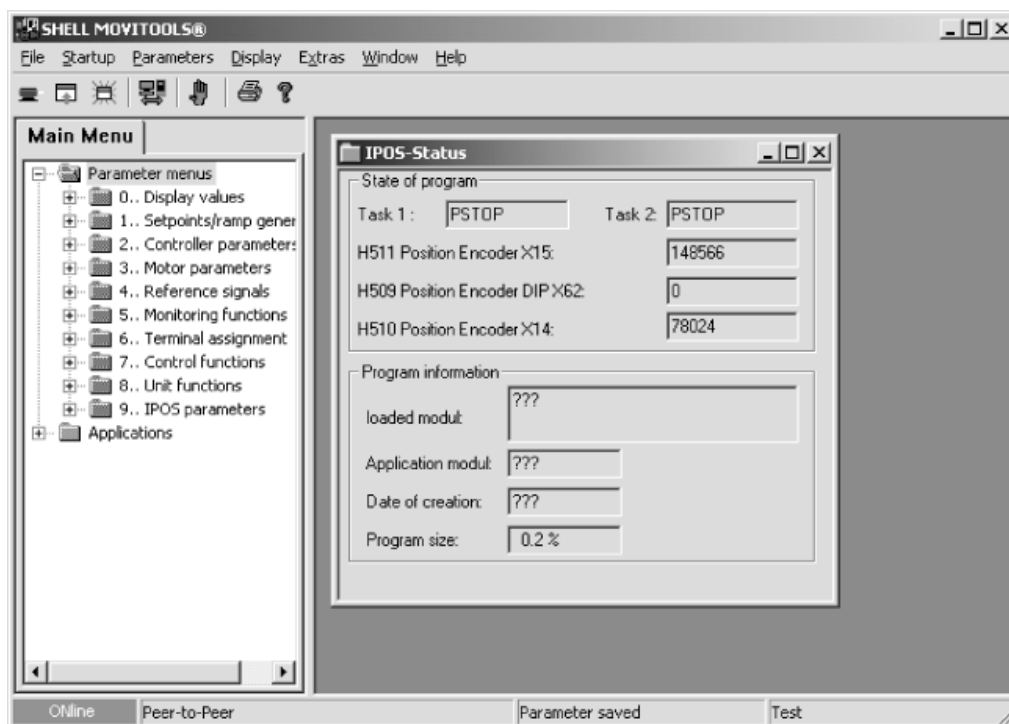 SHELL MOVITOOLS®
File Startup Parameters Display Extras Window Help
Main Menu
Parameter menus
0.. Display values
1.. Setpoints/ramp gener
2.. Controller parameters
3.. Motor parameters
4.. Reference signals
5.. Monitoring functions
6.. Terminal assignment
7.. Control functions
8.. Unit functions
9.. IPOS parameters
Applications
IPOS-Status
State of program
Task 1 : PSTOP Task 2: PSTOP
H511 Position Encoder X15: 148566
H509 Position Encoder DIP X62: 0
H510 Position Encoder X14: 78024
Program information
loaded modul: ???
Application modul: ???
Date of creation: ???
Program size: 0.2 %
ONline Peer-to-Peer Parameter saved Test